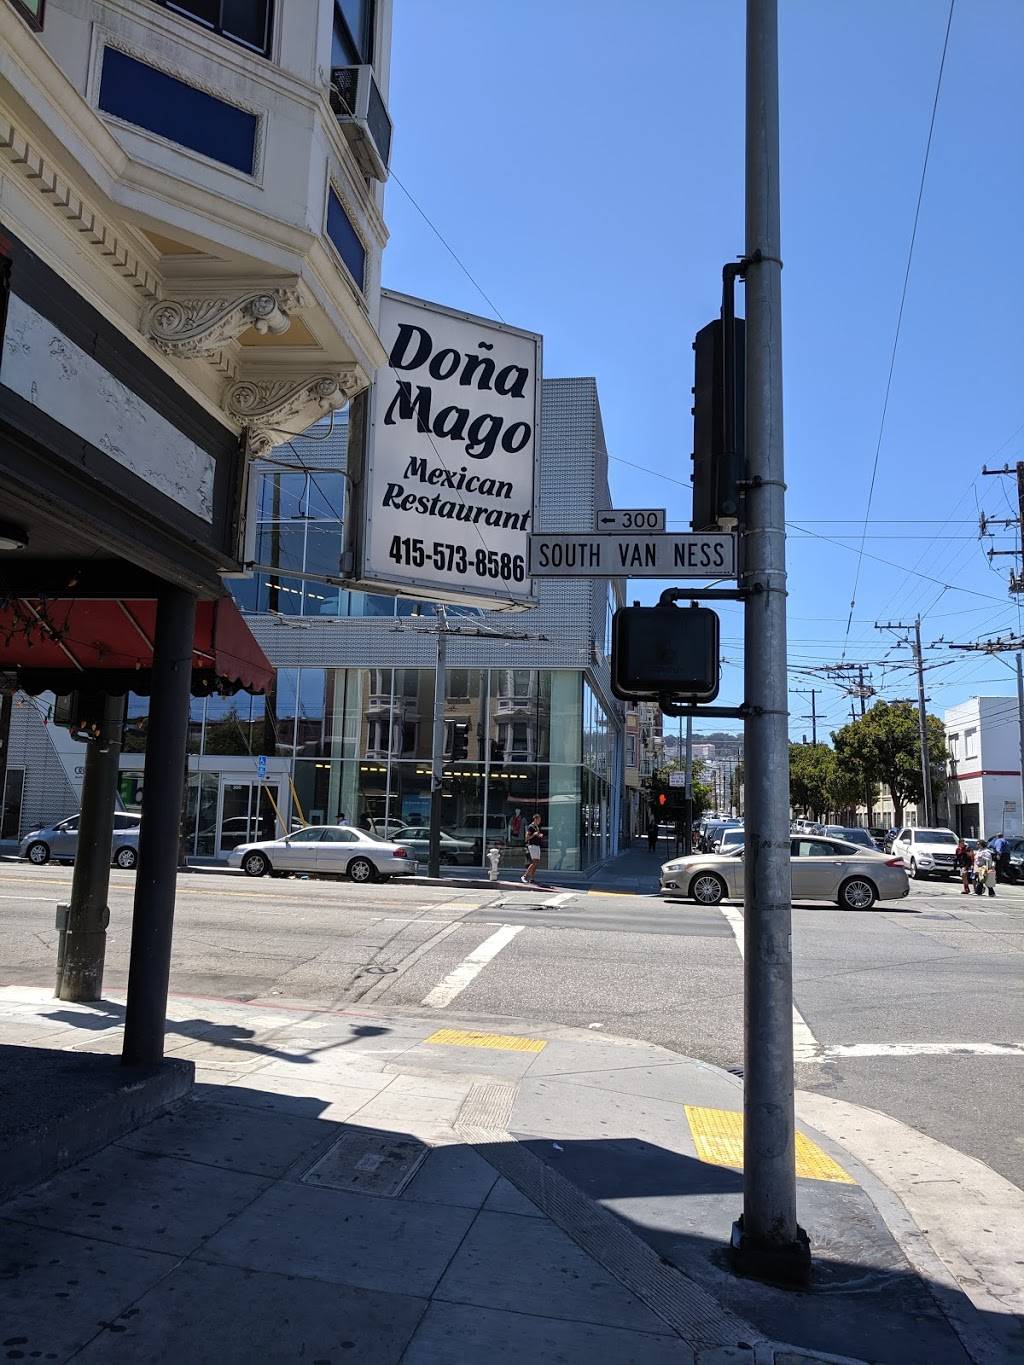 Doña
Mago
Mexican
Restaurant
415-573-8586
← 300
SOUTH VAN NESS